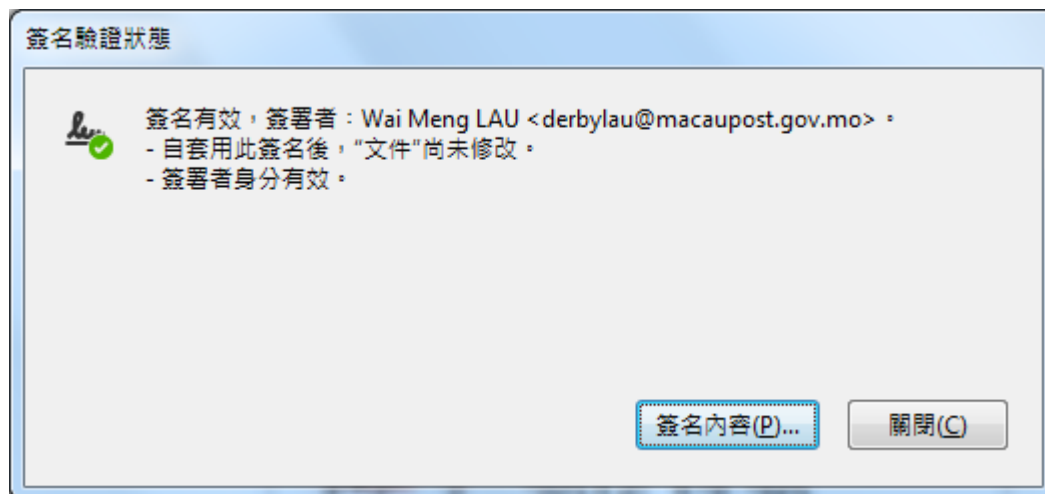 簽名驗證狀態
簽名有效，簽署者：Wai Meng LAU <derbylau@macaupost.gov.mo>。
- 自套用此簽名後，"文件"尚未修改。
- 簽署者身分有效。
簽名內容(P)...
關閉(C)